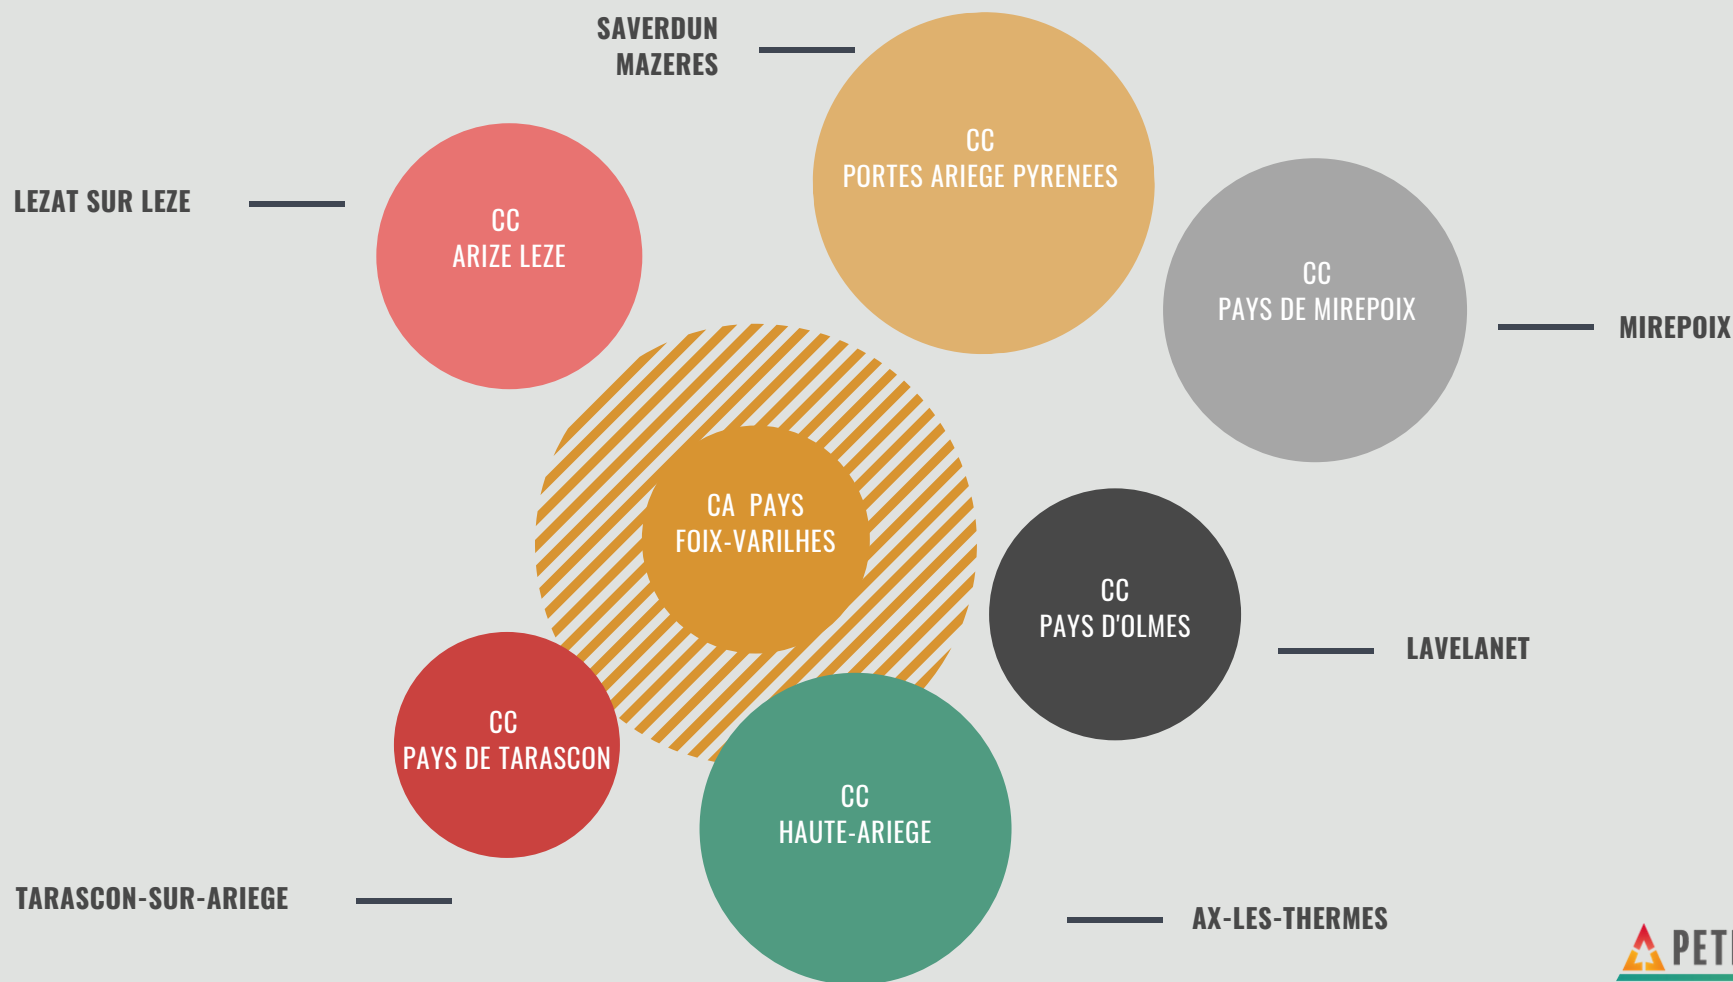 SAVERDUN
MAZERES
CC
PORTES ARIEGE PYRENEES
LEZAT SUR LEZE
CC
ARIZE LEZE
CC
PAYS DE MIREPOIX
MIREPOIX
CA PAYS
FOIX-VARILHES
CC
PAYS D'OLMES
LAVELANET
CC
PAYS DE TARASCON
CC
HAUTE-ARIEGE
TARASCON-SUR-ARIEGE
AX-LES-THERMES